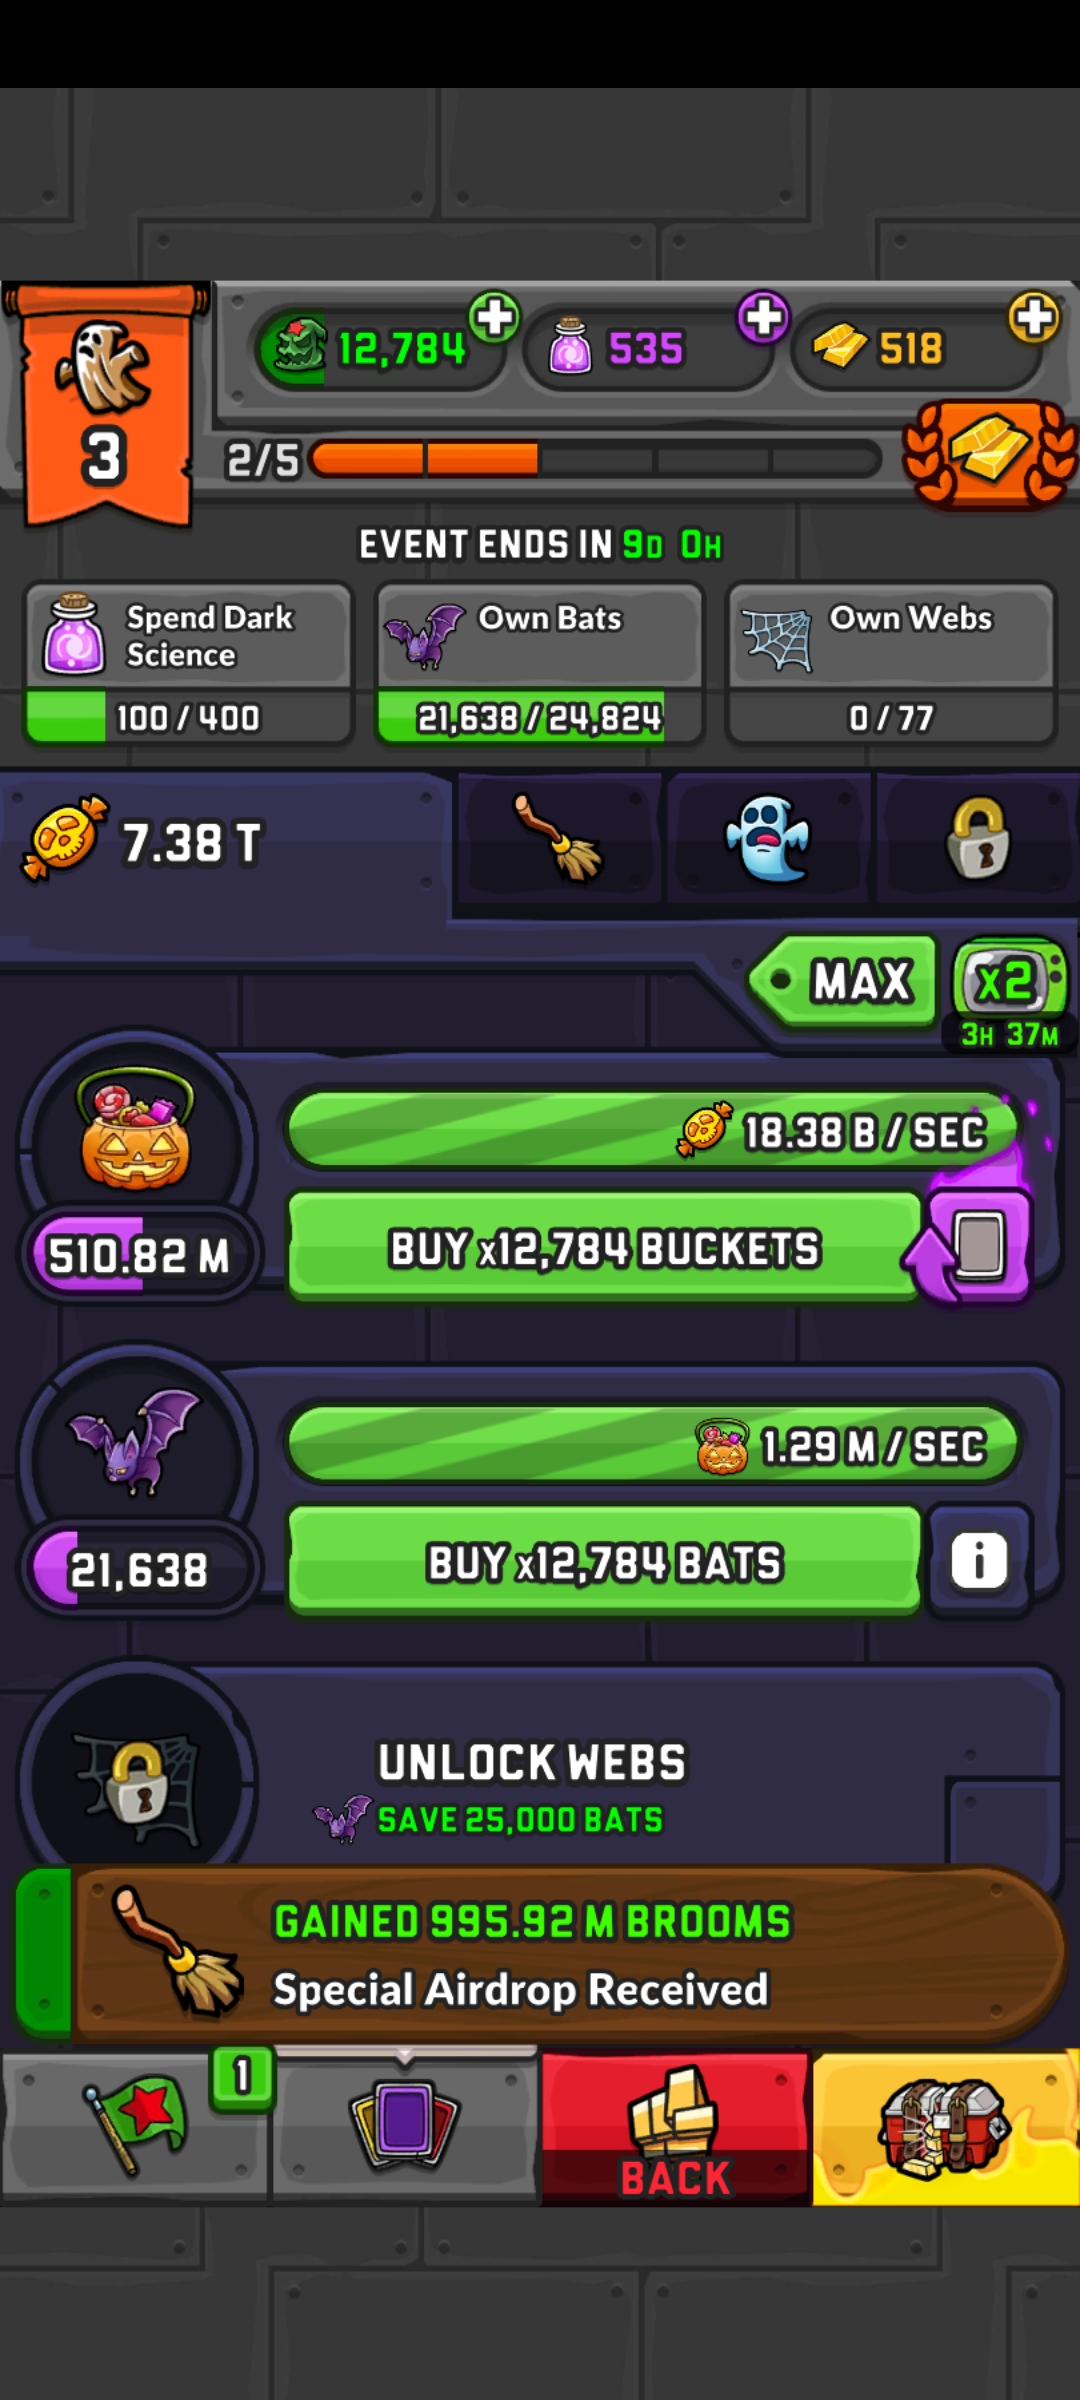 12,784
535
518
3
2/5
EVENT ENDS IN 9D 0H
Spend Dark
Science
100 / 400
Own Bats
21,638 / 24,824
Own Webs
0 / 77
7.38 T
MAX
x2
3H 37M
18.38 B / SEC
510.82 M
BUY x12,784 BUCKETS
1.29 M / SEC
21,638
BUY x12,784 BATS
i
UNLOCK WEBS
SAVE 25,000 BATS
GAINED 995.92 M BROOMS
Special Airdrop Received
1
BACK